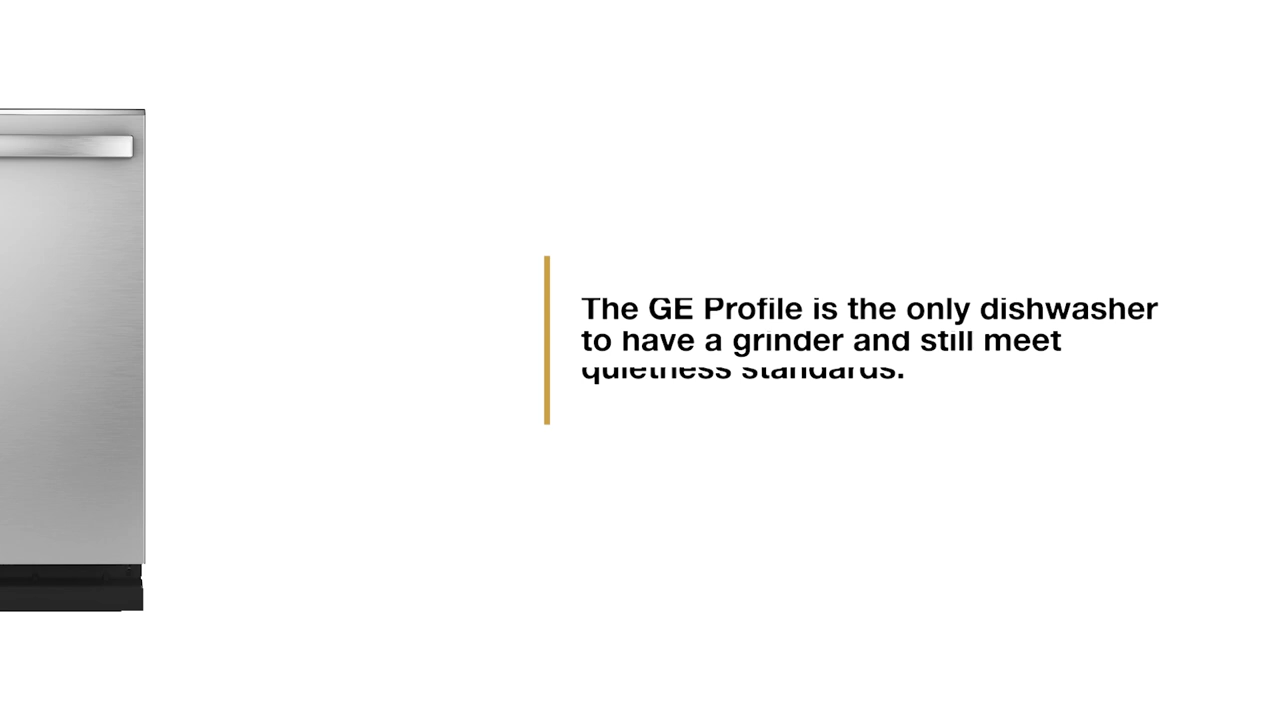 The GE Profile is the only dishwasher
to have a grinder and still meet
quietness standards.